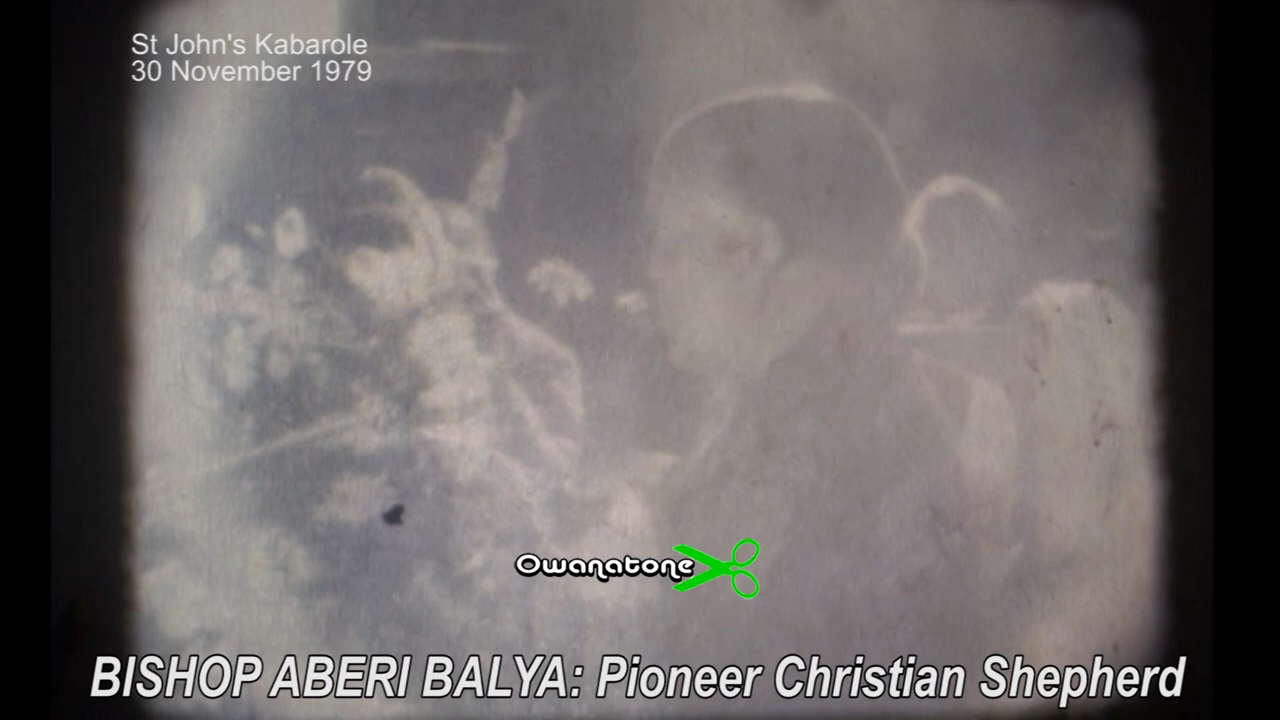 St John's Kabarole
30 November 1979
Owanatone
BISHOP ABERI BALYA: Pioneer Christian Shepherd